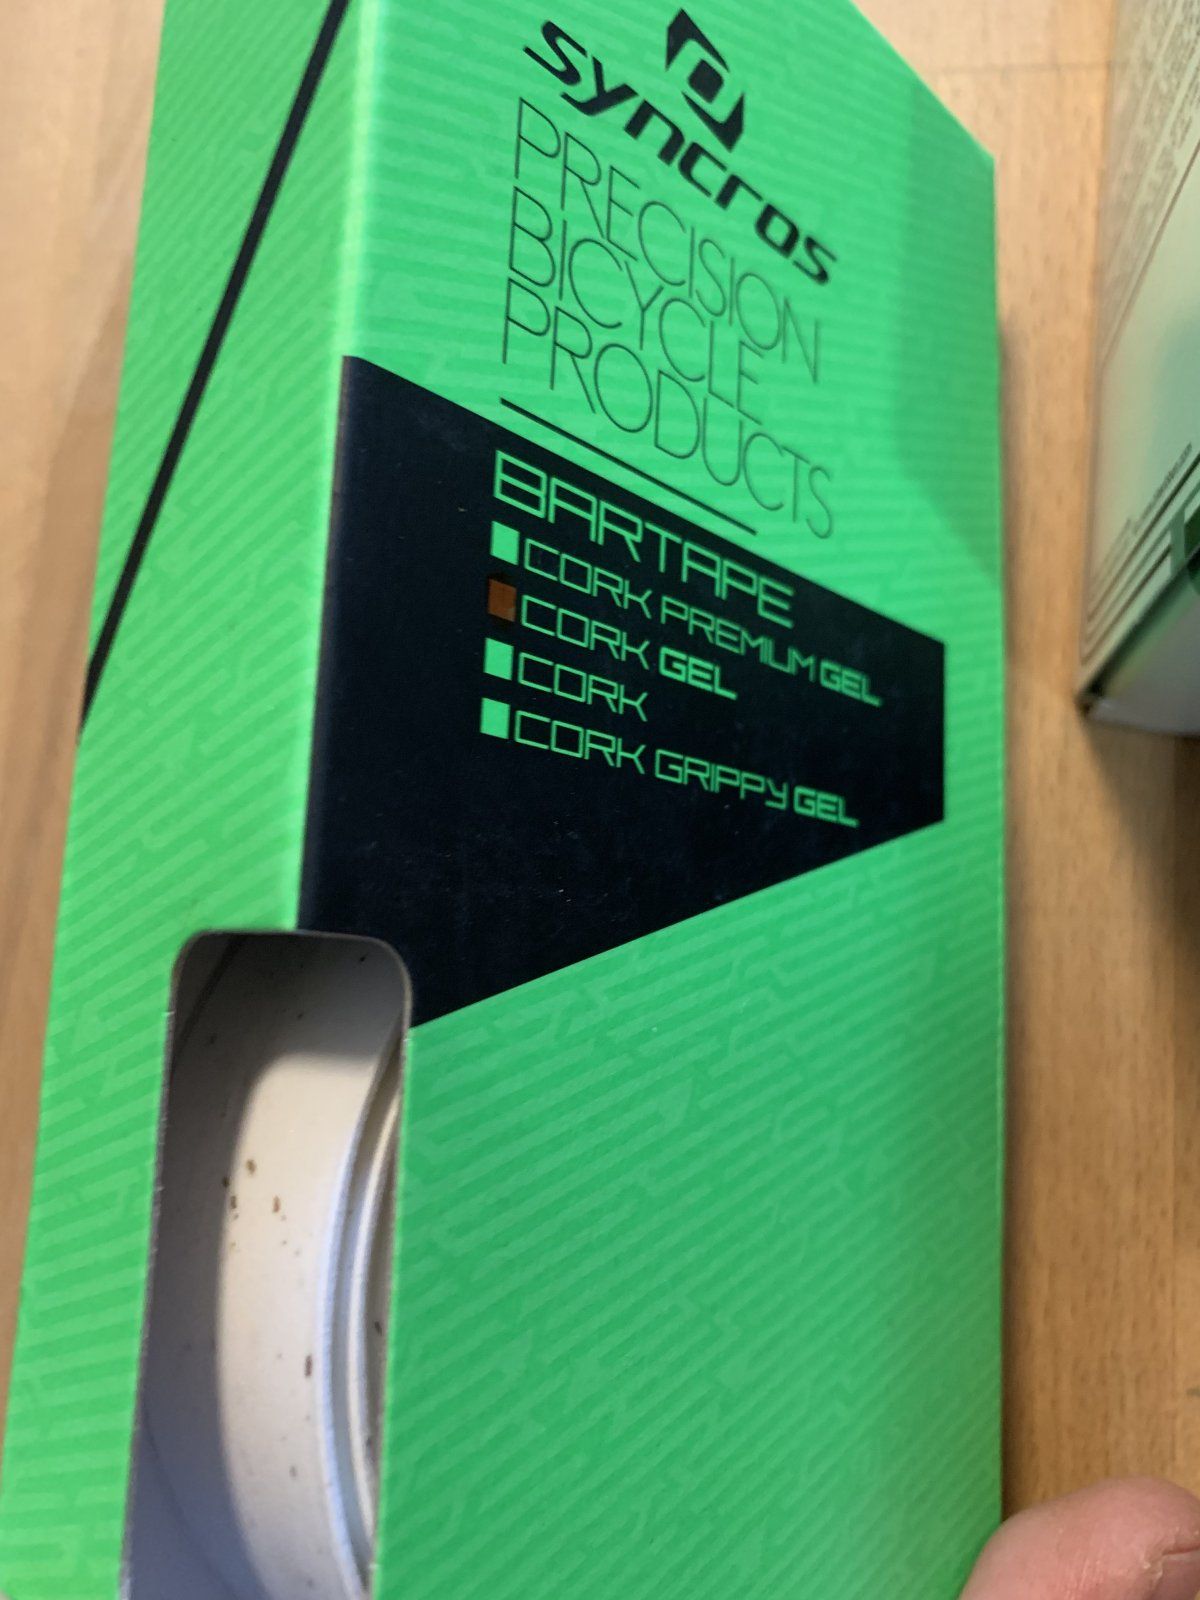 syncros
PRECISION
BICYCLE
PRODUCTS
BARTAPE
CORK PREMIUM GEL
CORK GEL
CORK
CORK GRIPPY GEL